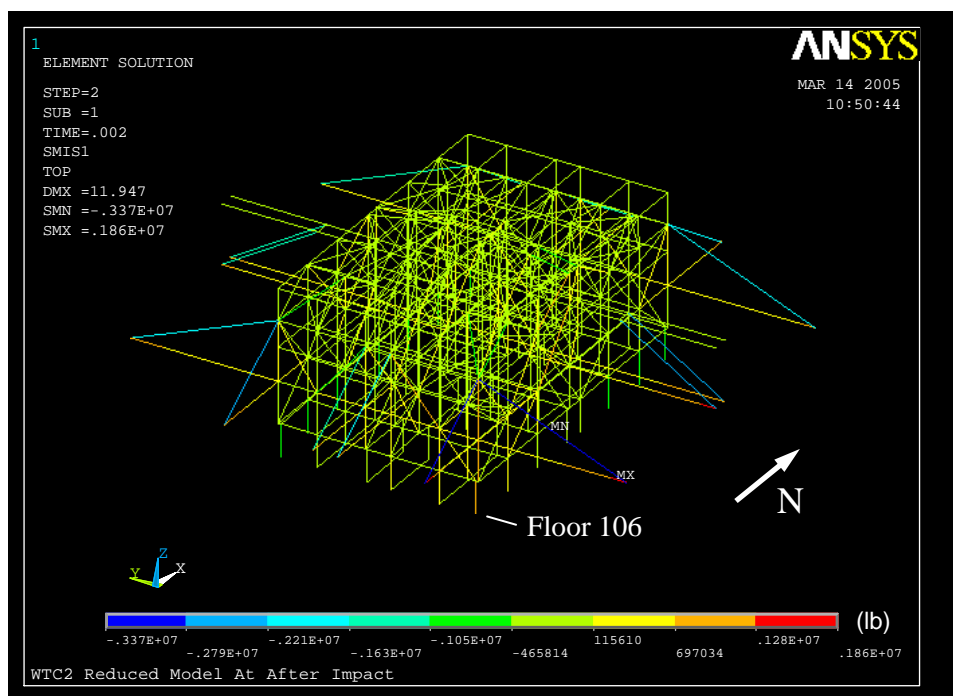 1
ANSYS
ELEMENT SOLUTION
MAR 14 2005
10:50:44
STEP=2
SUB =1
TIME=.002
SMIS1
TOP
DMX =11.947
SMN =-.337E+07
SMX =.186E+07
MN
MX
N
Floor 106
Z
Y X
(lb)
-.337E+07 -.221E+07 -.105E+07 115610 .128E+07
-.279E+07 -.163E+07 -465814 697034 .186E+07
WTC2 Reduced Model At After Impact